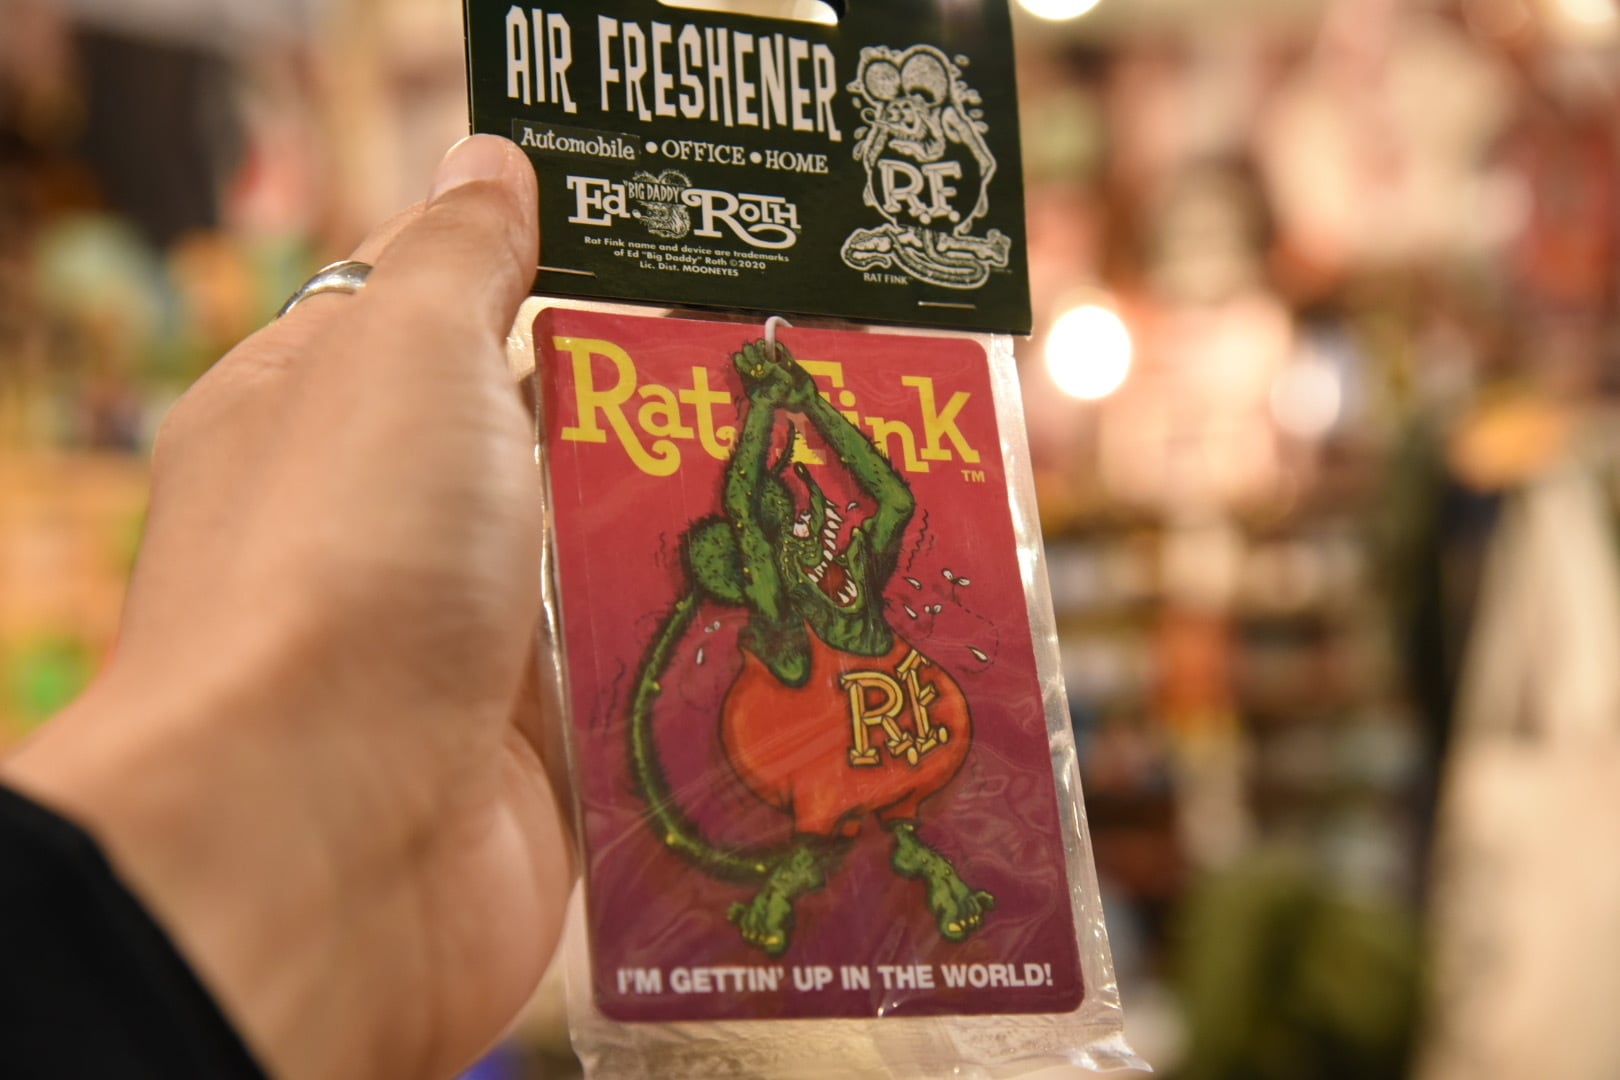 AIR FRESHENER
Automobile • OFFICE • HOME
Ed. "BIG DADDY" ROTH
Rat Fink name and device are trademarks
of Ed "Big Daddy" Roth ©2020
Lic. Dist. MOONEYES
R.F.
RAT FINK
Rat Fink
TM
R.F.
I'M GETTIN' UP IN THE WORLD!